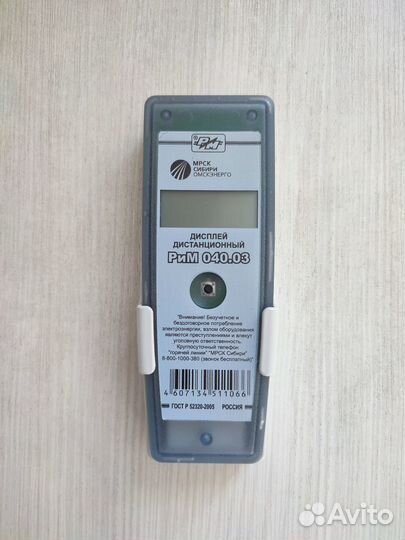 ®РиМ
МРСК
СИБИРИ
ОМСКЭНЕРГО
ДИСПЛЕЙ
ДИСТАНЦИОННЫЙ
РиМ 040.03
"Внимание! Безучетное и
бездоговорное потребление
электроэнергии, взлом оборудования
являются преступлениями и влекут
уголовную ответственность.
Круглосуточный телефон
"горячей линии" "МРСК Сибири"
8-800-1000-380 (звонок бесплатный)"
4 607134 511066
ГОСТ Р 52320-2005 РОССИЯ
Avito